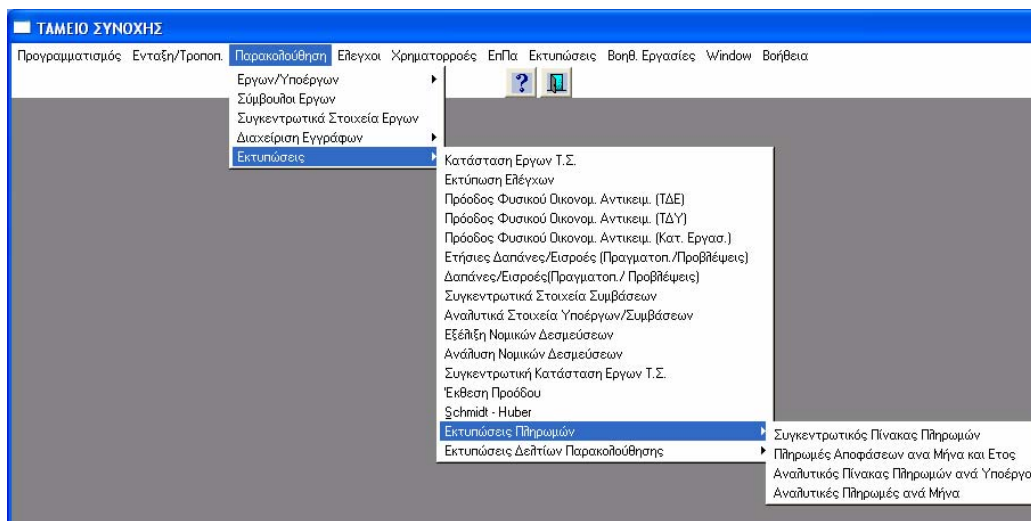 ΤΑΜΕΙΟ ΣΥΝΟΧΗΣ
Προγραμματισμός Ενταξη/Τροποπ. Παρακολούθηση Ελεγχοι Χρηματορροές ΕπΠα Εκτυπώσεις Βοηθ. Εργασίες Window Βοήθεια
Εργων/Υποέργων
Σύμβουλοι Εργων
Συγκεντρωτικά Στοιχεία Εργων
Διαχείριση Εγγράφων
Εκτυπώσεις
Κατάσταση Εργων Τ.Σ.
Εκτύπωση Ελέγχων
Πρόοδος Φυσικού Οικονομ. Αντικειμ. (ΤΔΕ)
Πρόοδος Φυσικού Οικονομ. Αντικειμ. (ΤΔΥ)
Πρόοδος Φυσικού Οικονομ. Αντικειμ. (Κατ. Εργασ.)
Ετήσιες Δαπάνες/Εισροές (Πραγματοπ./Προβλέψεις)
Δαπάνες/Εισροές(Πραγματοπ./ Προβλέψεις)
Συγκεντρωτικά Στοιχεία Συμβάσεων
Αναλυτικά Στοιχεία Υποέργων/Συμβάσεων
Εξέλιξη Νομικών Δεσμεύσεων
Ανάλυση Νομικών Δεσμεύσεων
Συγκεντρωτική Κατάσταση Εργων Τ.Σ.
Έκθεση Προόδου
Schmidt - Huber
Εκτυπώσεις Πληρωμών
Εκτυπώσεις Δελτίων Παρακολούθησης
Συγκεντρωτικός Πίνακας Πληρωμών
Πληρωμές Αποφάσεων ανα Μήνα και Ετος
Αναλυτικός Πίνακας Πληρωμών ανά Υποέργο
Αναλυτικές Πληρωμές ανά Μήνα